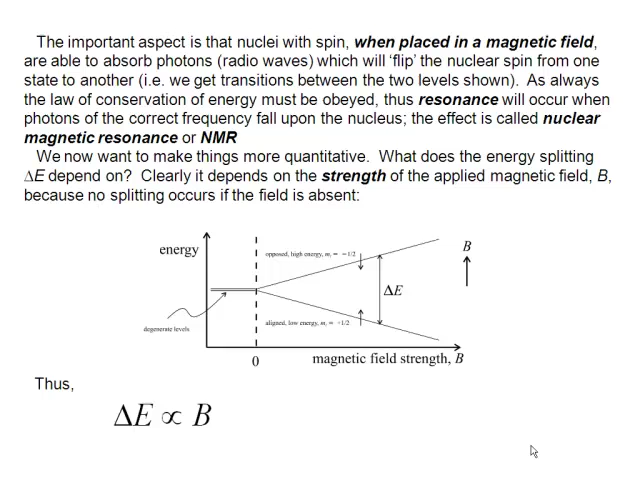 The important aspect is that nuclei with spin, when placed in a magnetic field,
are able to absorb photons (radio waves) which will ‘flip’ the nuclear spin from one
state to another (i.e. we get transitions between the two levels shown). As always
the law of conservation of energy must be obeyed, thus resonance will occur when
photons of the correct frequency fall upon the nucleus; the effect is called nuclear
magnetic resonance or NMR
We now want to make things more quantitative. What does the energy splitting
ΔE depend on? Clearly it depends on the strength of the applied magnetic field, B,
because no splitting occurs if the field is absent:
energy
opposed, high energy, mᵢ = −1/2
B
ΔE
degenerate levels
aligned, low energy, mᵢ = +1/2
0
magnetic field strength, B
Thus,
ΔE ∝ B